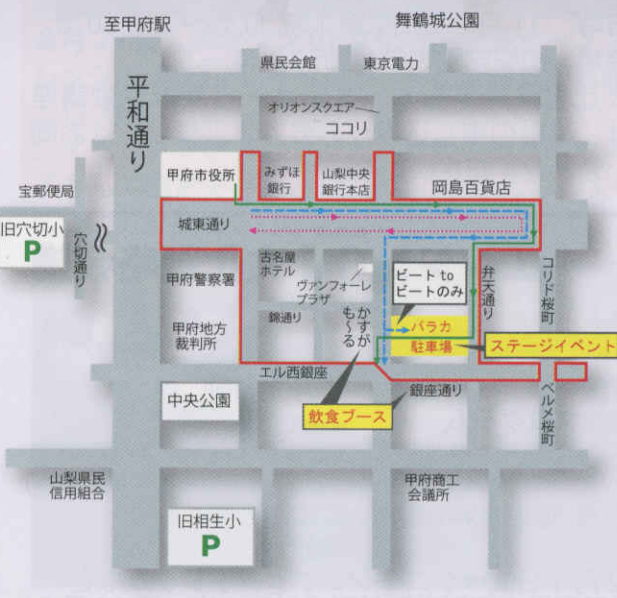 至甲府駅
舞鶴城公園
平和通り
県民会館
東京電力
オリオンスクエア
ココリ
甲府市役所
みずほ
銀行
山梨中央
銀行本店
岡島百貨店
宝郵便局
旧穴切小
P
穴切通り
城東通り
甲府警察署
古名屋
ホテル
ヴァンフォーレ
プラザ
錦通り
かすが
も〜る
ビート to
ビートのみ
弁天通り
コリド桜町
甲府地方
裁判所
パラカ
駐車場
ステージイベント
エル西銀座
銀座通り
ベルメ桜町
中央公園
飲食ブース
山梨県民
信用組合
甲府商工
会議所
旧相生小
P